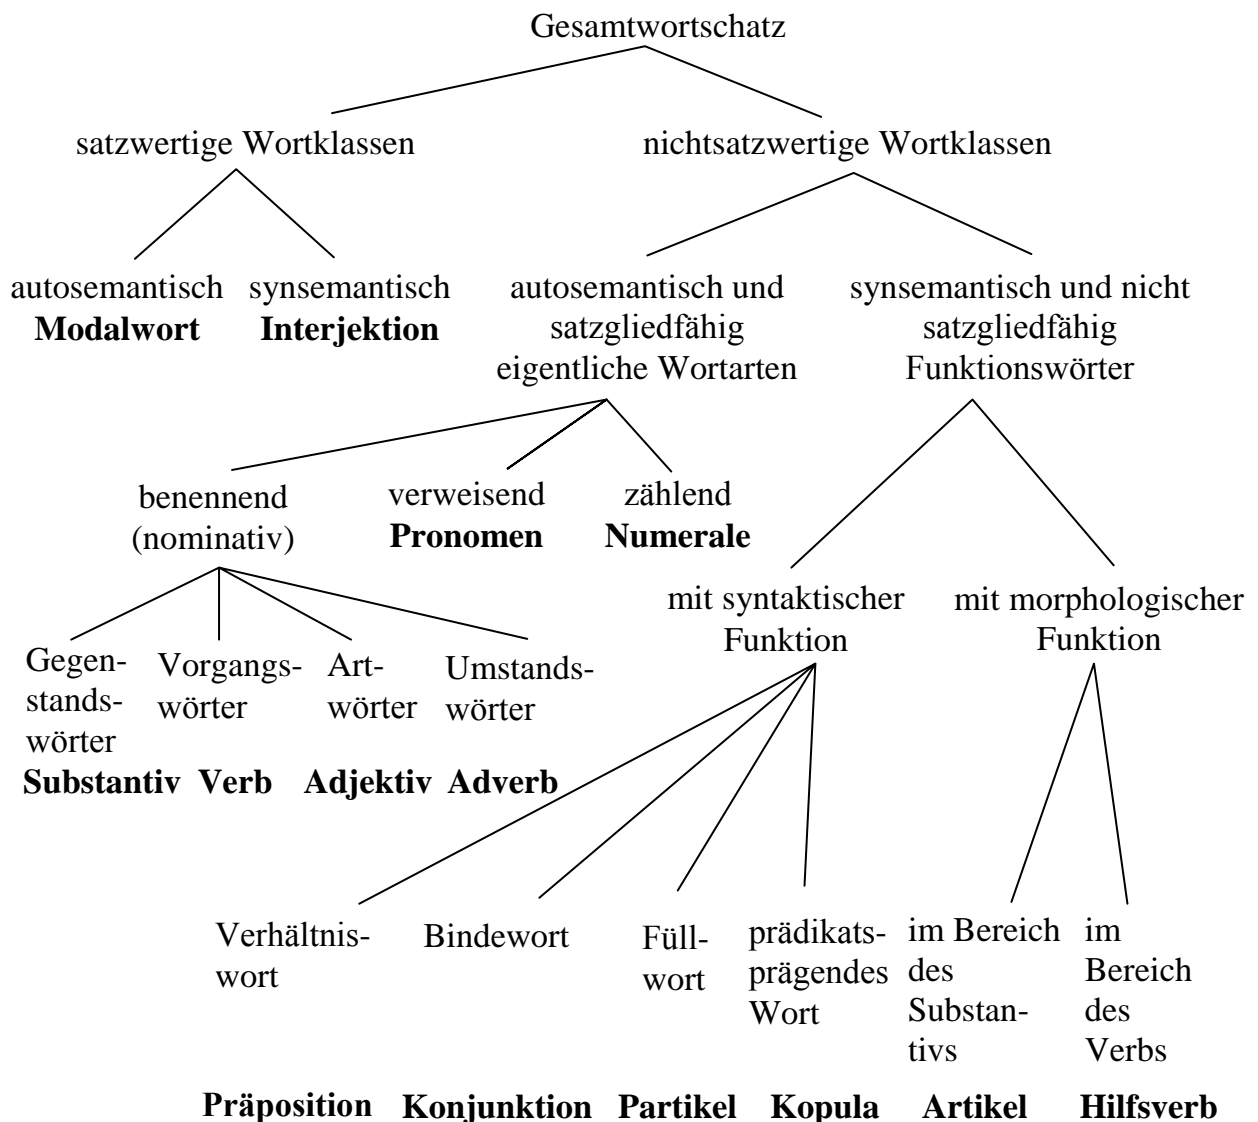 Gesamtwortschatz
satzwertige Wortklassen
nichtsatzwertige Wortklassen
autosemantisch
Modalwort
synsemantisch
Interjektion
autosemantisch und
satzgliedfähig
eigentliche Wortarten
synsemantisch und nicht
satzgliedfähig
Funktionswörter
benennend
(nominativ)
verweisend
Pronomen
zählend
Numerale
mit syntaktischer
Funktion
mit morphologischer
Funktion
Gegen-
stands-
wörter
Substantiv
Vorgangs-
wörter
Verb
Art-
wörter
Adjektiv
Umstands-
wörter
Adverb
Verhältnis-
wort
Präposition
Bindewort
Konjunktion
Füll-
wort
Partikel
prädikats-
prägendes
Wort
Kopula
im Bereich
des
Substan-
tivs
Artikel
im
Bereich
des
Verbs
Hilfsverb